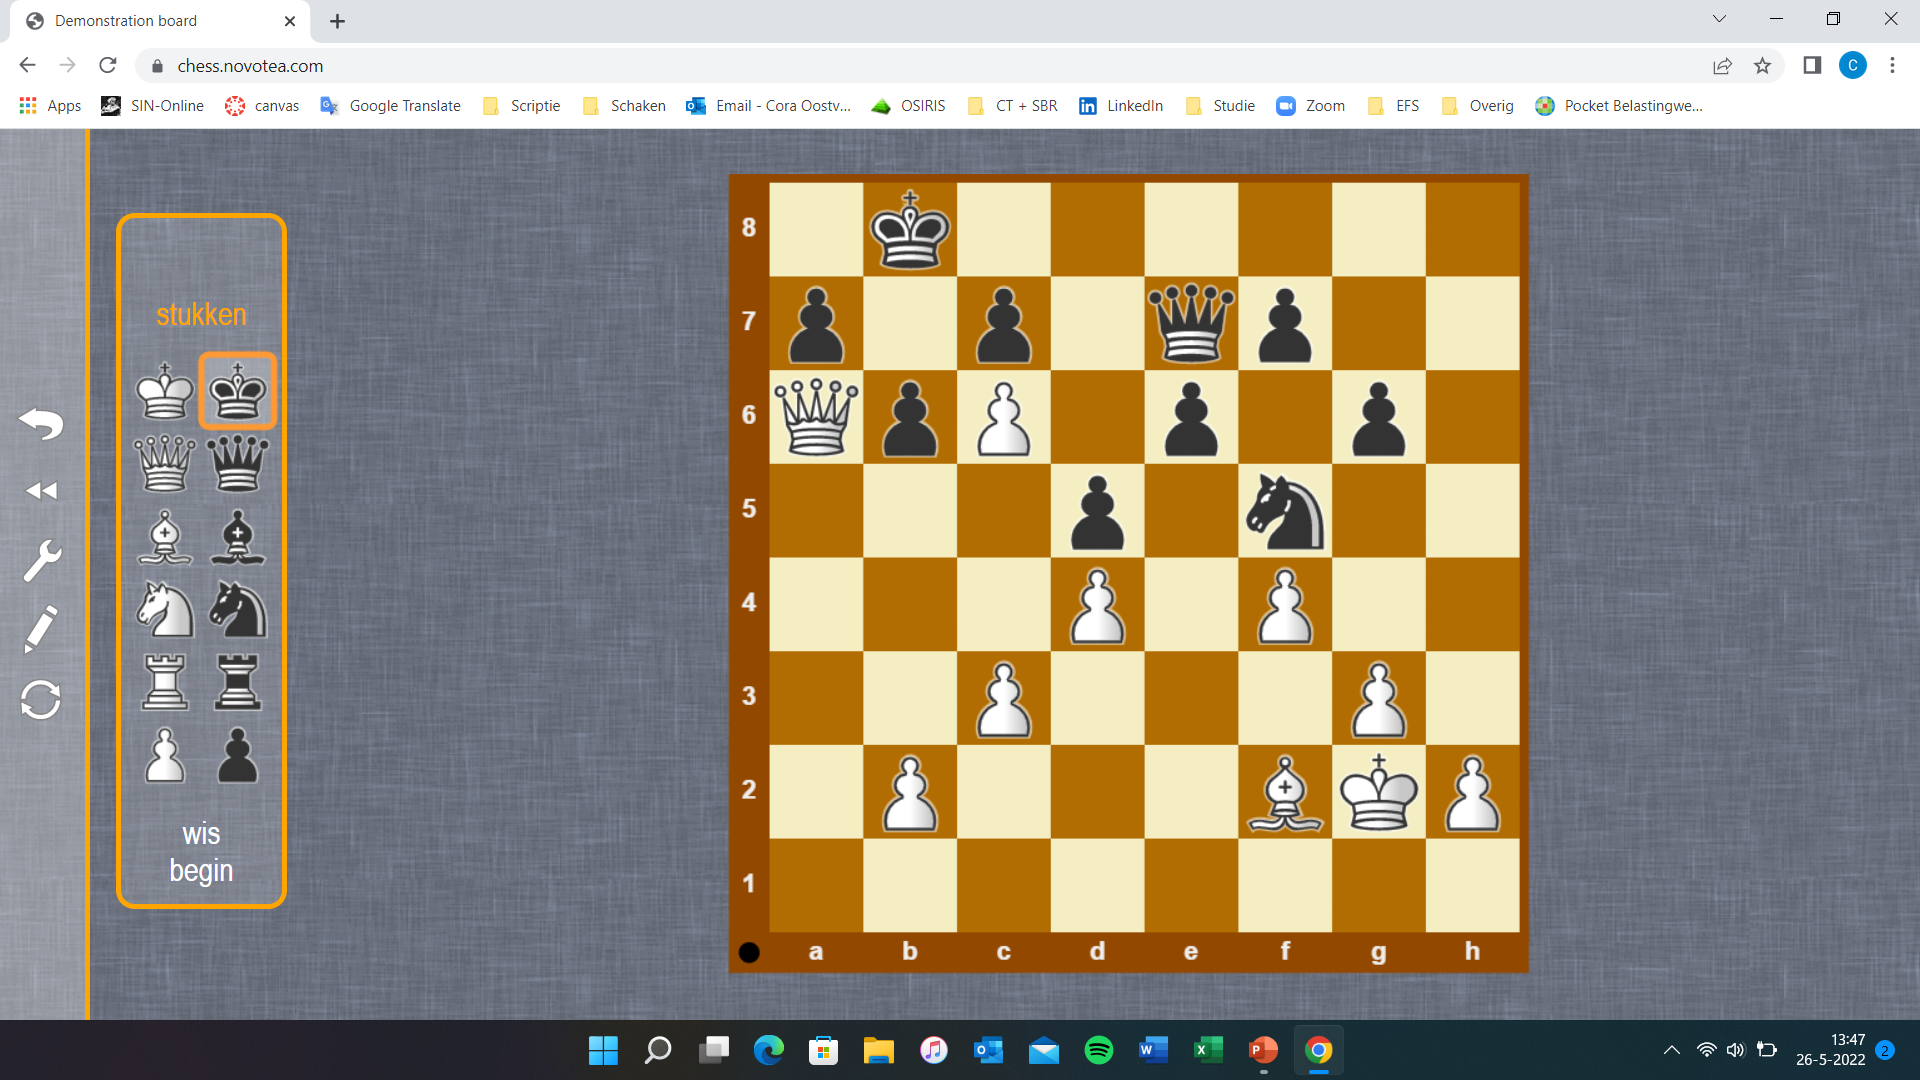 Demonstration board
chess.novotea.com
C
Apps SIN-Online canvas Google Translate Scriptie Schaken Email - Cora Oostv... OSIRIS CT + SBR LinkedIn Studie Zoom EFS Overig Pocket Belastingwe...
stukken
wis
begin
8
7
6
5
4
3
2
1
a b c d e f g h
13:47
26-5-2022
2